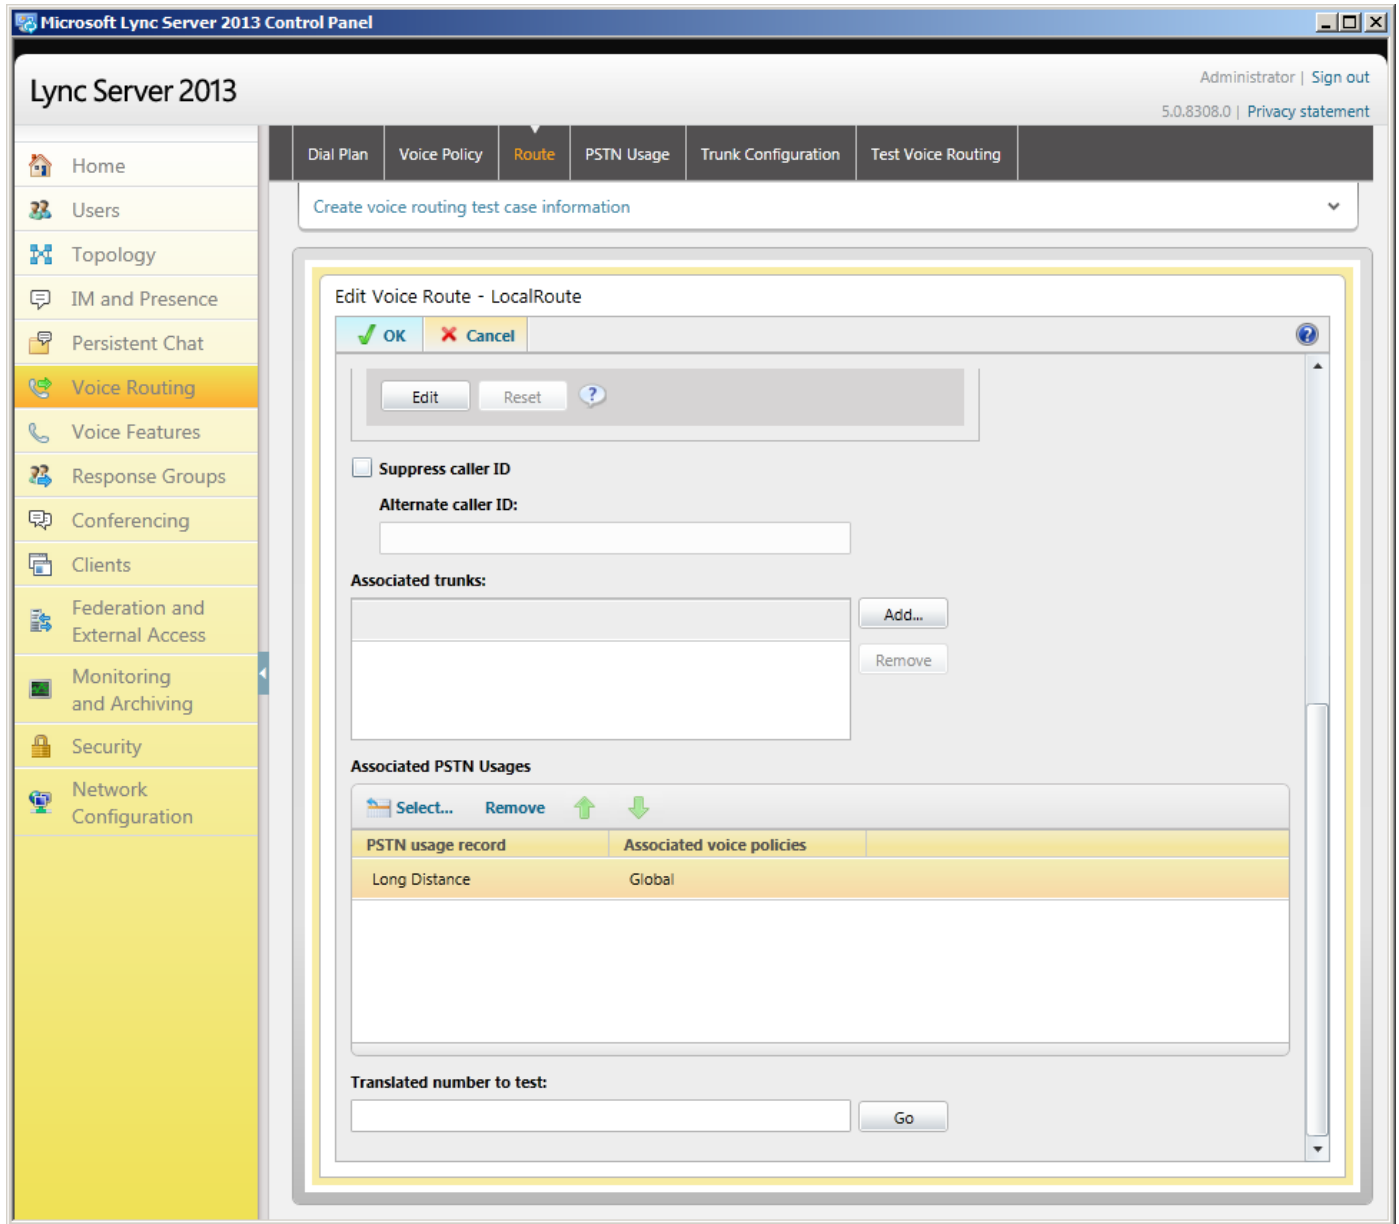 Microsoft Lync Server 2013 Control Panel
Lync Server 2013
Administrator | Sign out
5.0.8308.0 | Privacy statement
Home
Users
Topology
IM and Presence
Persistent Chat
Voice Routing
Voice Features
Response Groups
Conferencing
Clients
Federation and
External Access
Monitoring
and Archiving
Security
Network
Configuration
Dial Plan Voice Policy Route PSTN Usage Trunk Configuration Test Voice Routing
Create voice routing test case information
Edit Voice Route - LocalRoute
OK Cancel
Edit Reset
Suppress caller ID
Alternate caller ID:
Associated trunks:
Add...
Remove
Associated PSTN Usages
Select... Remove
PSTN usage record Associated voice policies
Long Distance Global
Translated number to test:
Go